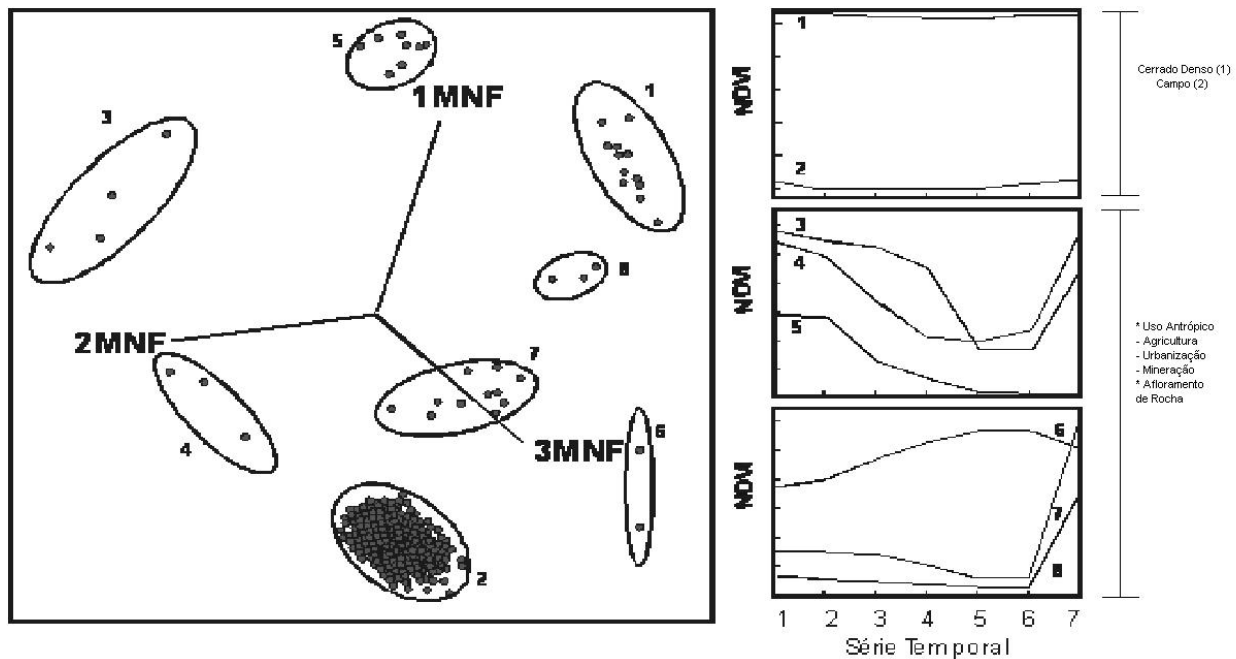 5
1MNF
1
3
8
2MNF
7
4
3MNF
6
2
NDVI
1
2
Cerrado Denso (1)
Campo (2)
NDVI
3
4
5
* Uso Antrópico
- Agricultura
- Urbanização
- Mineração
* Afloramento
de Rocha
NDVI
6
7
8
1 2 3 4 5 6 7
Série Temporal